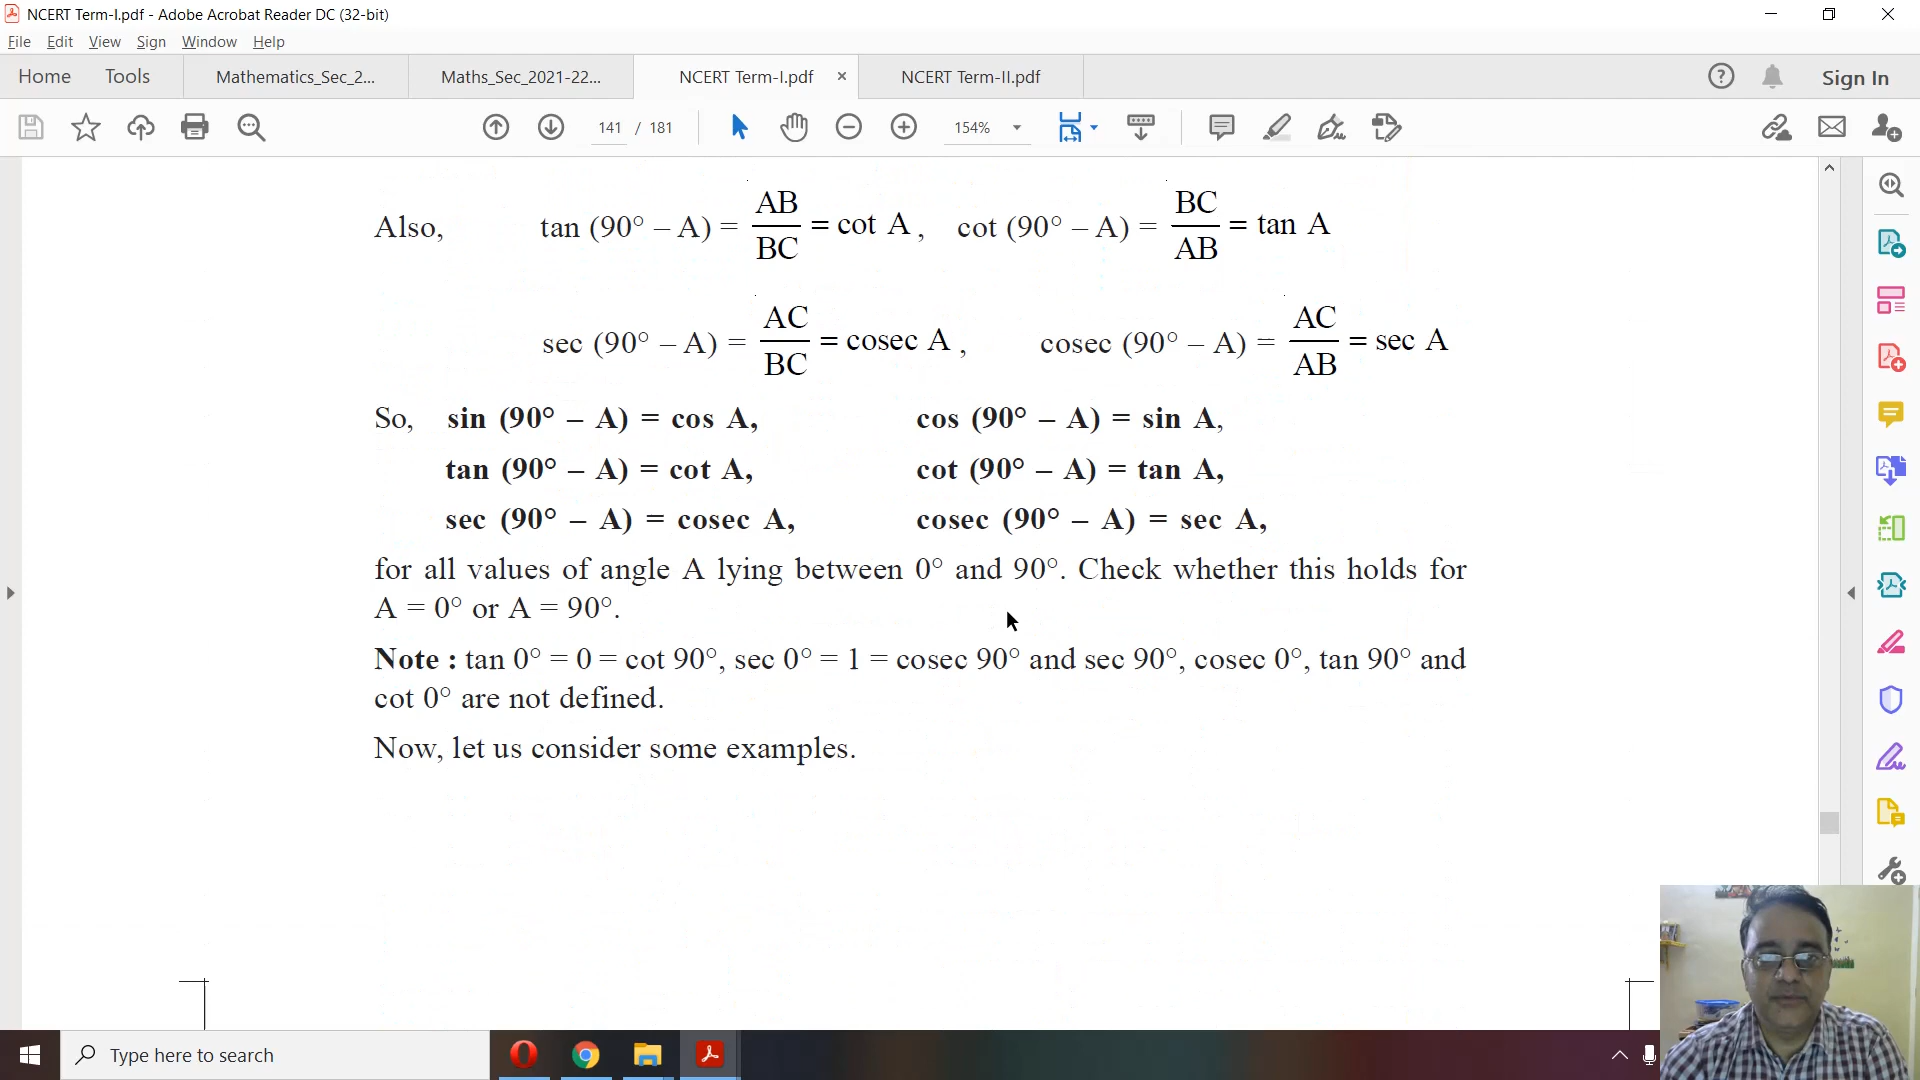 NCERT Term-I.pdf - Adobe Acrobat Reader DC (32-bit)
File Edit View Sign Window Help
Home Tools Mathematics_Sec_2... Maths_Sec_2021-22... NCERT Term-I.pdf × NCERT Term-II.pdf Sign In
141 / 181 154%
Also, tan (90° – A) = AB/BC = cot A , cot (90° – A) = BC/AB = tan A
sec (90° – A) = AC/BC = cosec A , cosec (90° – A) = AC/AB = sec A
So, sin (90° – A) = cos A, cos (90° – A) = sin A,
tan (90° – A) = cot A, cot (90° – A) = tan A,
sec (90° – A) = cosec A, cosec (90° – A) = sec A,
for all values of angle A lying between 0° and 90°. Check whether this holds for
A = 0° or A = 90°.
Note : tan 0° = 0 = cot 90°, sec 0° = 1 = cosec 90° and sec 90°, cosec 0°, tan 90° and
cot 0° are not defined.
Now, let us consider some examples.
Type here to search